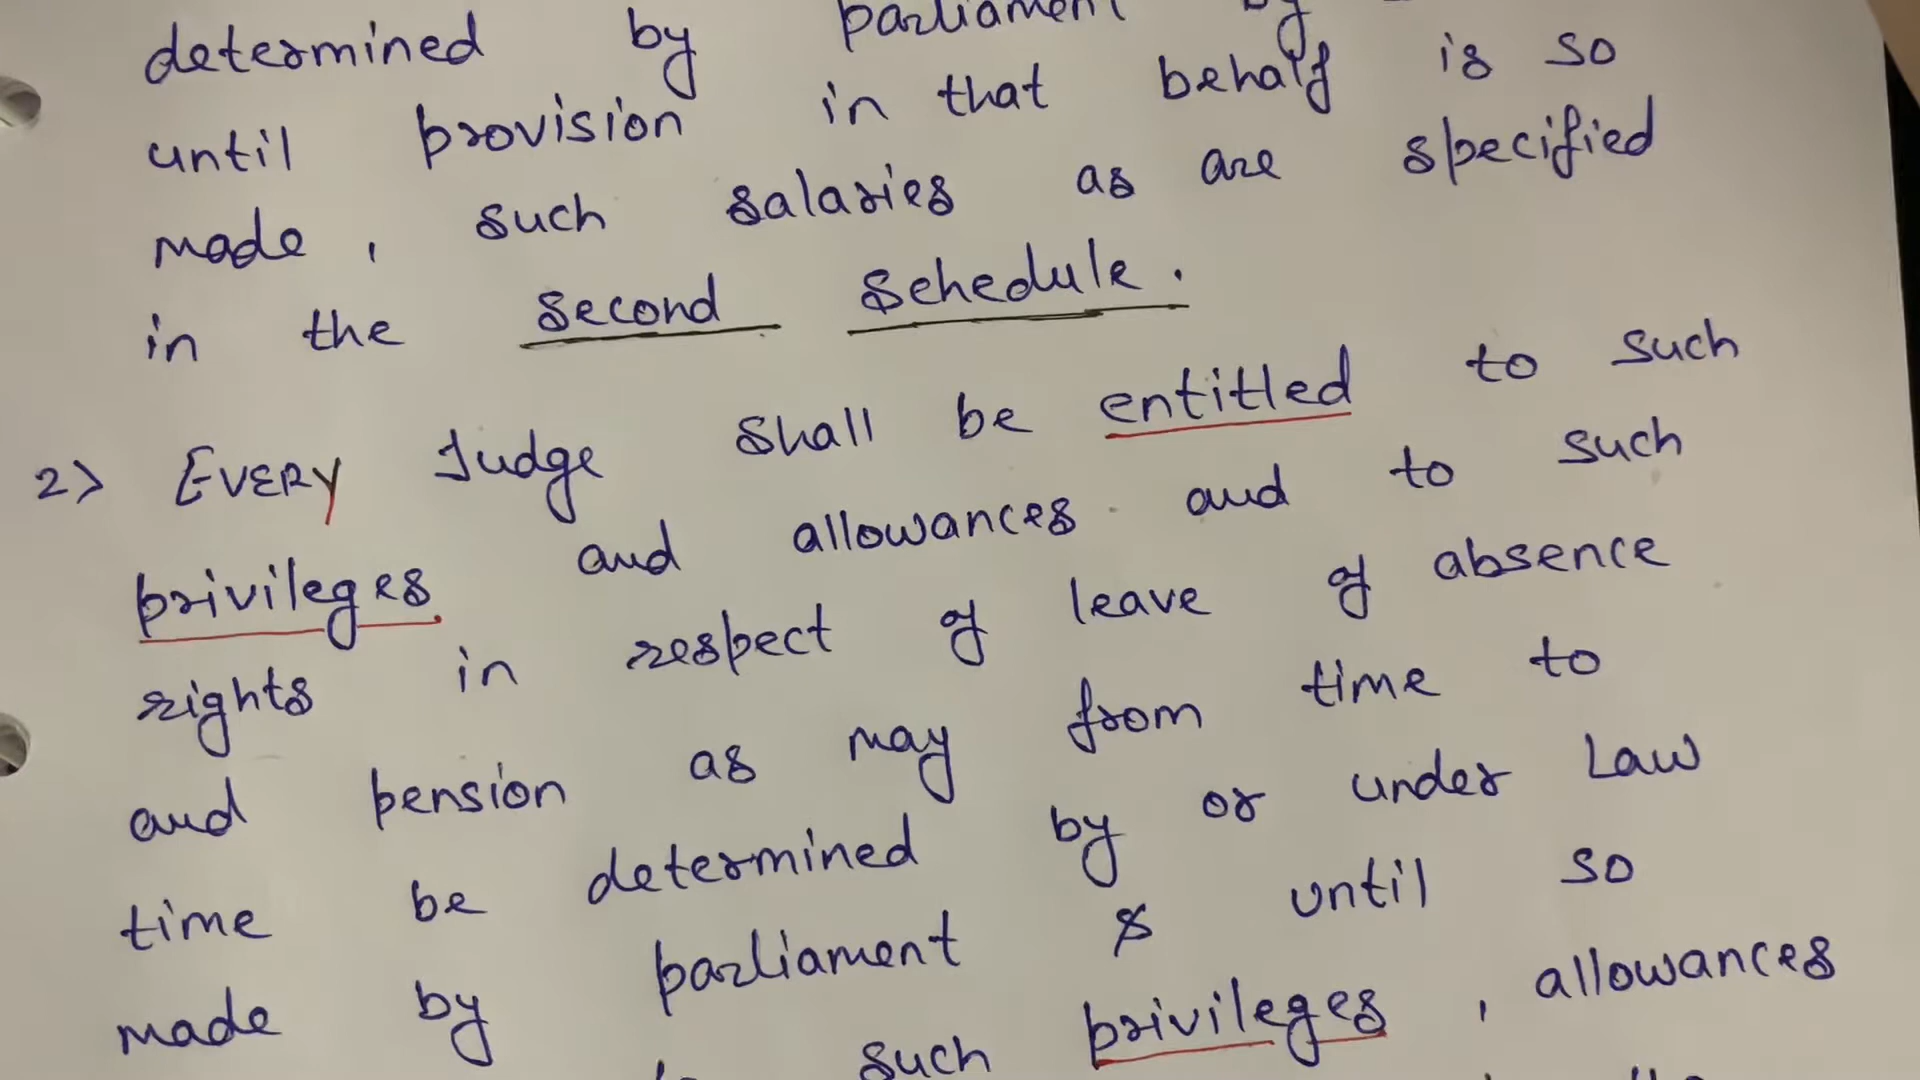 determined by parliament by
until provision in that behalf is so
made, such salaries as are specified
in the Second Schedule.
2> EVERY Judge shall be entitled to such
privileges and allowances and to such
rights in respect of leave of absence
and pension as may from time to
time be determined by or under Law
made by parliament & until so
such privileges, allowances